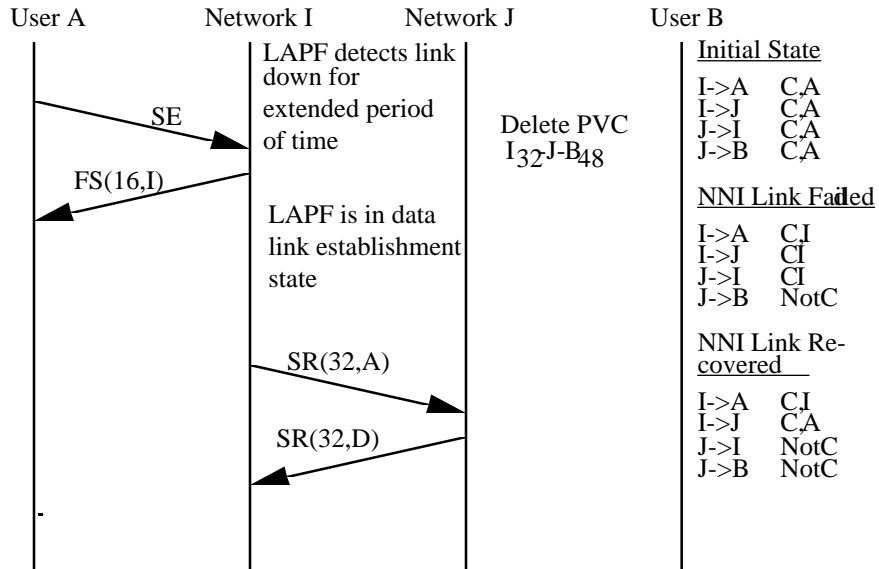 User A
Network I
Network J
User B
LAPF detects link
down for
extended period
of time
SE
Delete PVC
I32-J-B48
FS(16,I)
LAPF is in data
link establishment
state
SR(32,A)
SR(32,D)
Initial State
I->A C,A
I->J C,A
J->I C,A
J->B C,A
NNI Link Failed
I->A C,I
I->J CI
J->I CI
J->B NotC
NNI Link Re-
covered
I->A C,I
I->J C,A
J->I NotC
J->B NotC